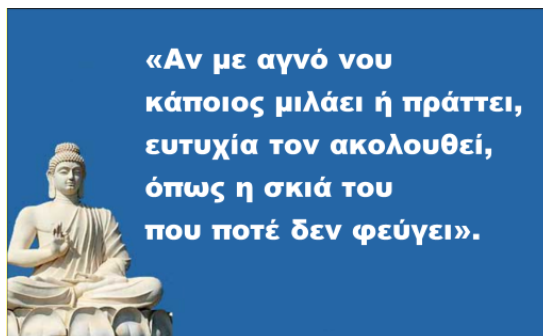 «Αν με αγνό νου
κάποιος μιλάει ή πράττει,
ευτυχία τον ακολουθεί,
όπως η σκιά του
που ποτέ δεν φεύγει».